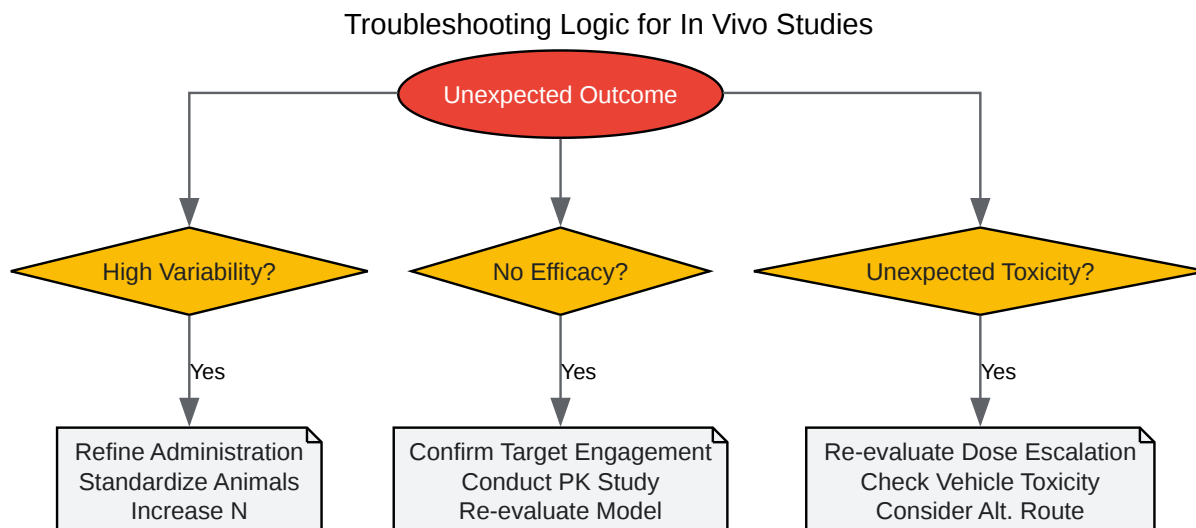 Troubleshooting Logic for In Vivo Studies
Unexpected Outcome
High Variability?
No Efficacy?
Unexpected Toxicity?
Yes
Yes
Yes
Refine Administration
Standardize Animals
Increase N
Confirm Target Engagement
Conduct PK Study
Re-evaluate Model
Re-evaluate Dose Escalation
Check Vehicle Toxicity
Consider Alt. Route